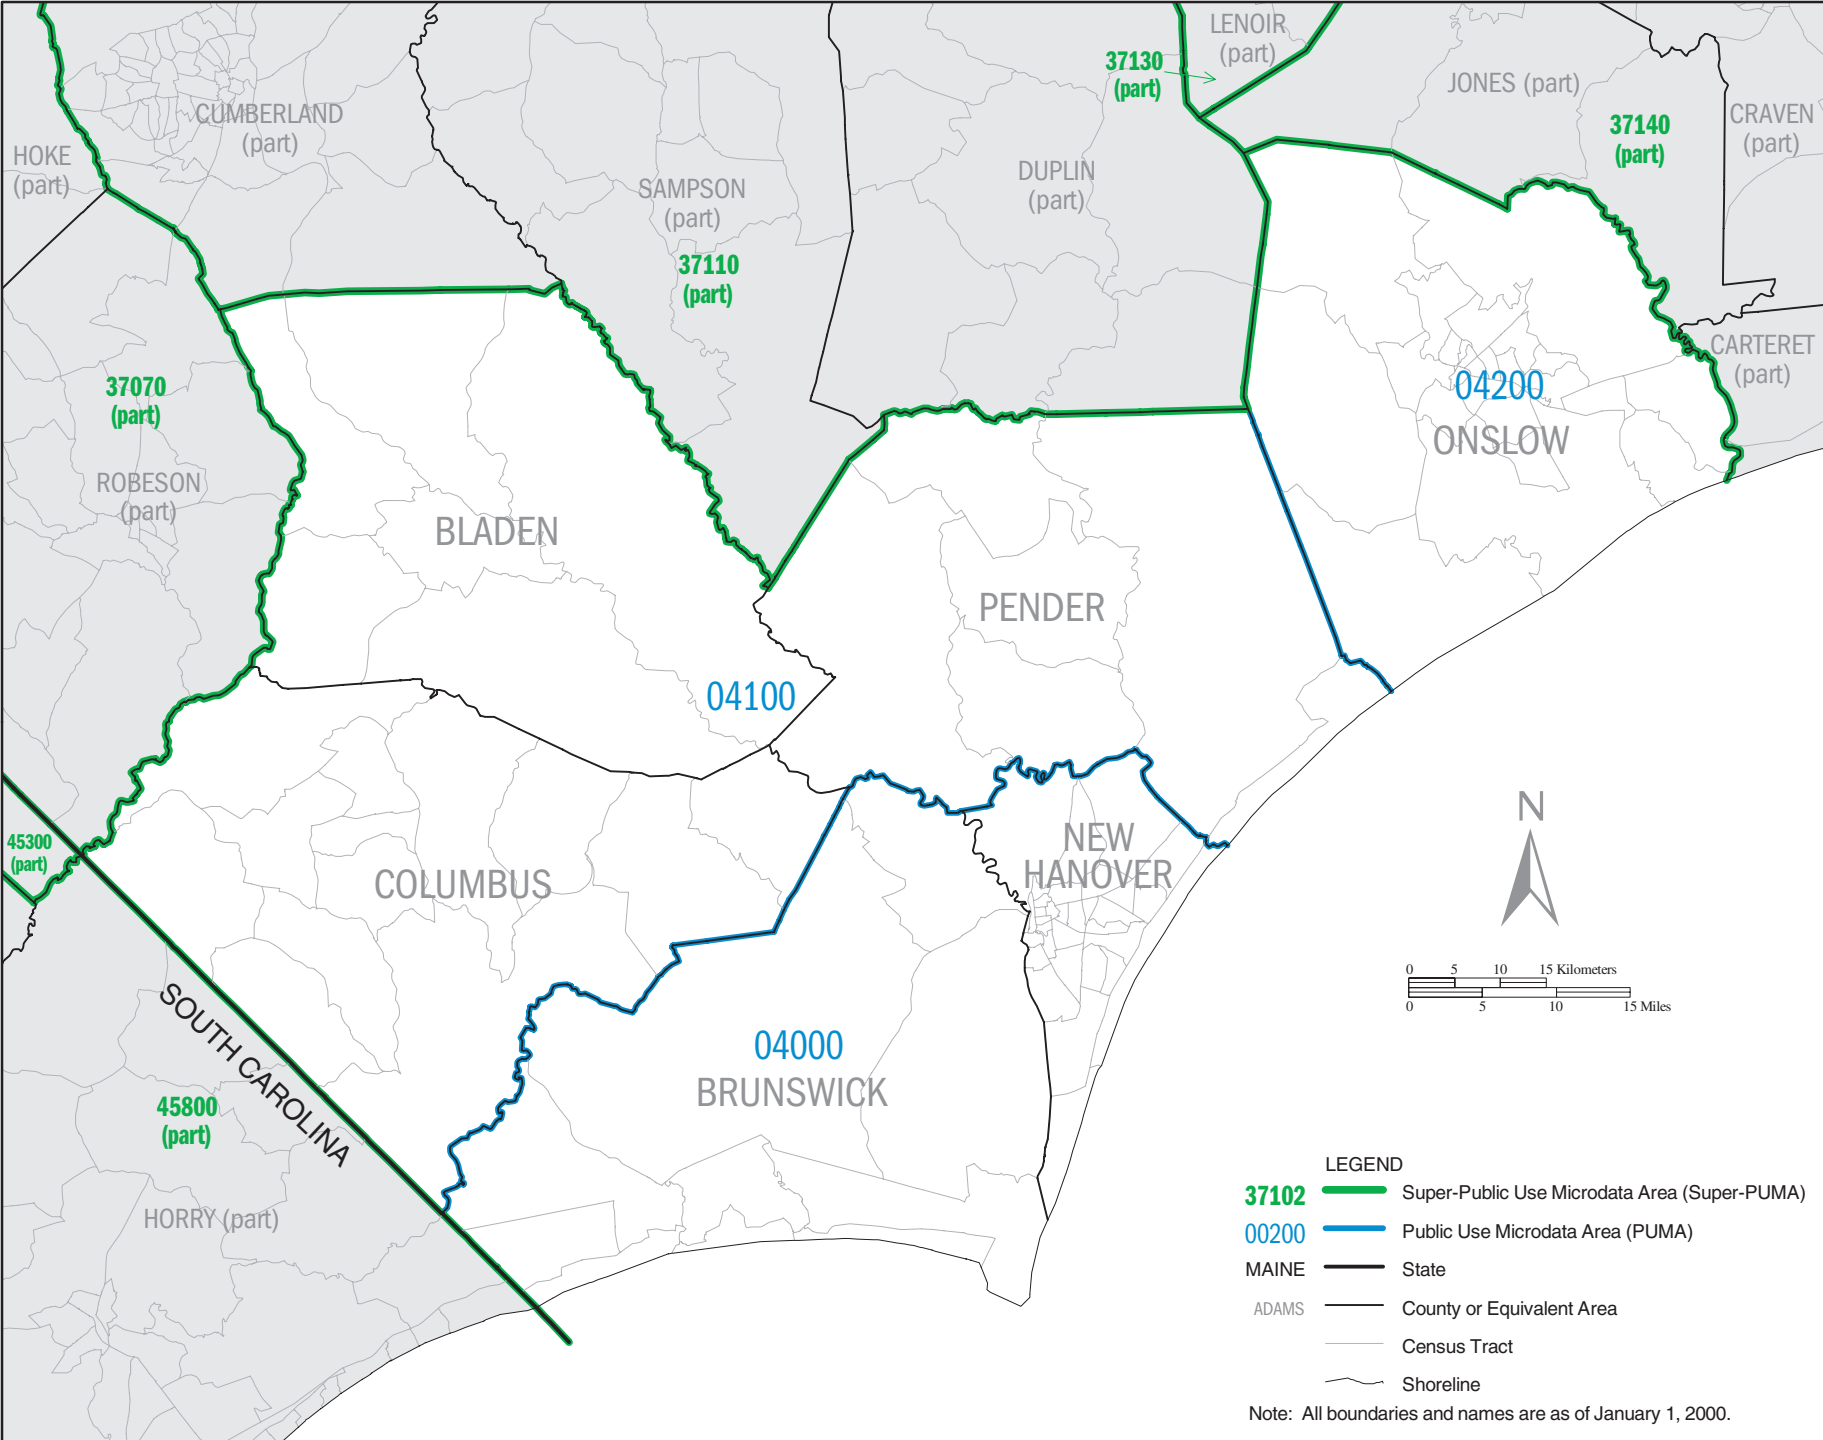 LENOIR
(part)
37130
(part)
JONES (part)
CRAVEN
(part)
37140
(part)
CUMBERLAND
(part)
HOKE
(part)
SAMPSON
(part)
DUPLIN
(part)
37110
(part)
CARTERET
(part)
37070
(part)
04200
ONSLOW
ROBESON
(part)
BLADEN
PENDER
04100
45300
(part)
NEW
HANOVER
COLUMBUS
N
0 5 10 15 Kilometers
0 5 10 15 Miles
SOUTH CAROLINA
04000
BRUNSWICK
45800
(part)
HORRY (part)
LEGEND
37102 Super-Public Use Microdata Area (Super-PUMA)
00200 Public Use Microdata Area (PUMA)
MAINE State
ADAMS County or Equivalent Area
Census Tract
Shoreline
Note: All boundaries and names are as of January 1, 2000.